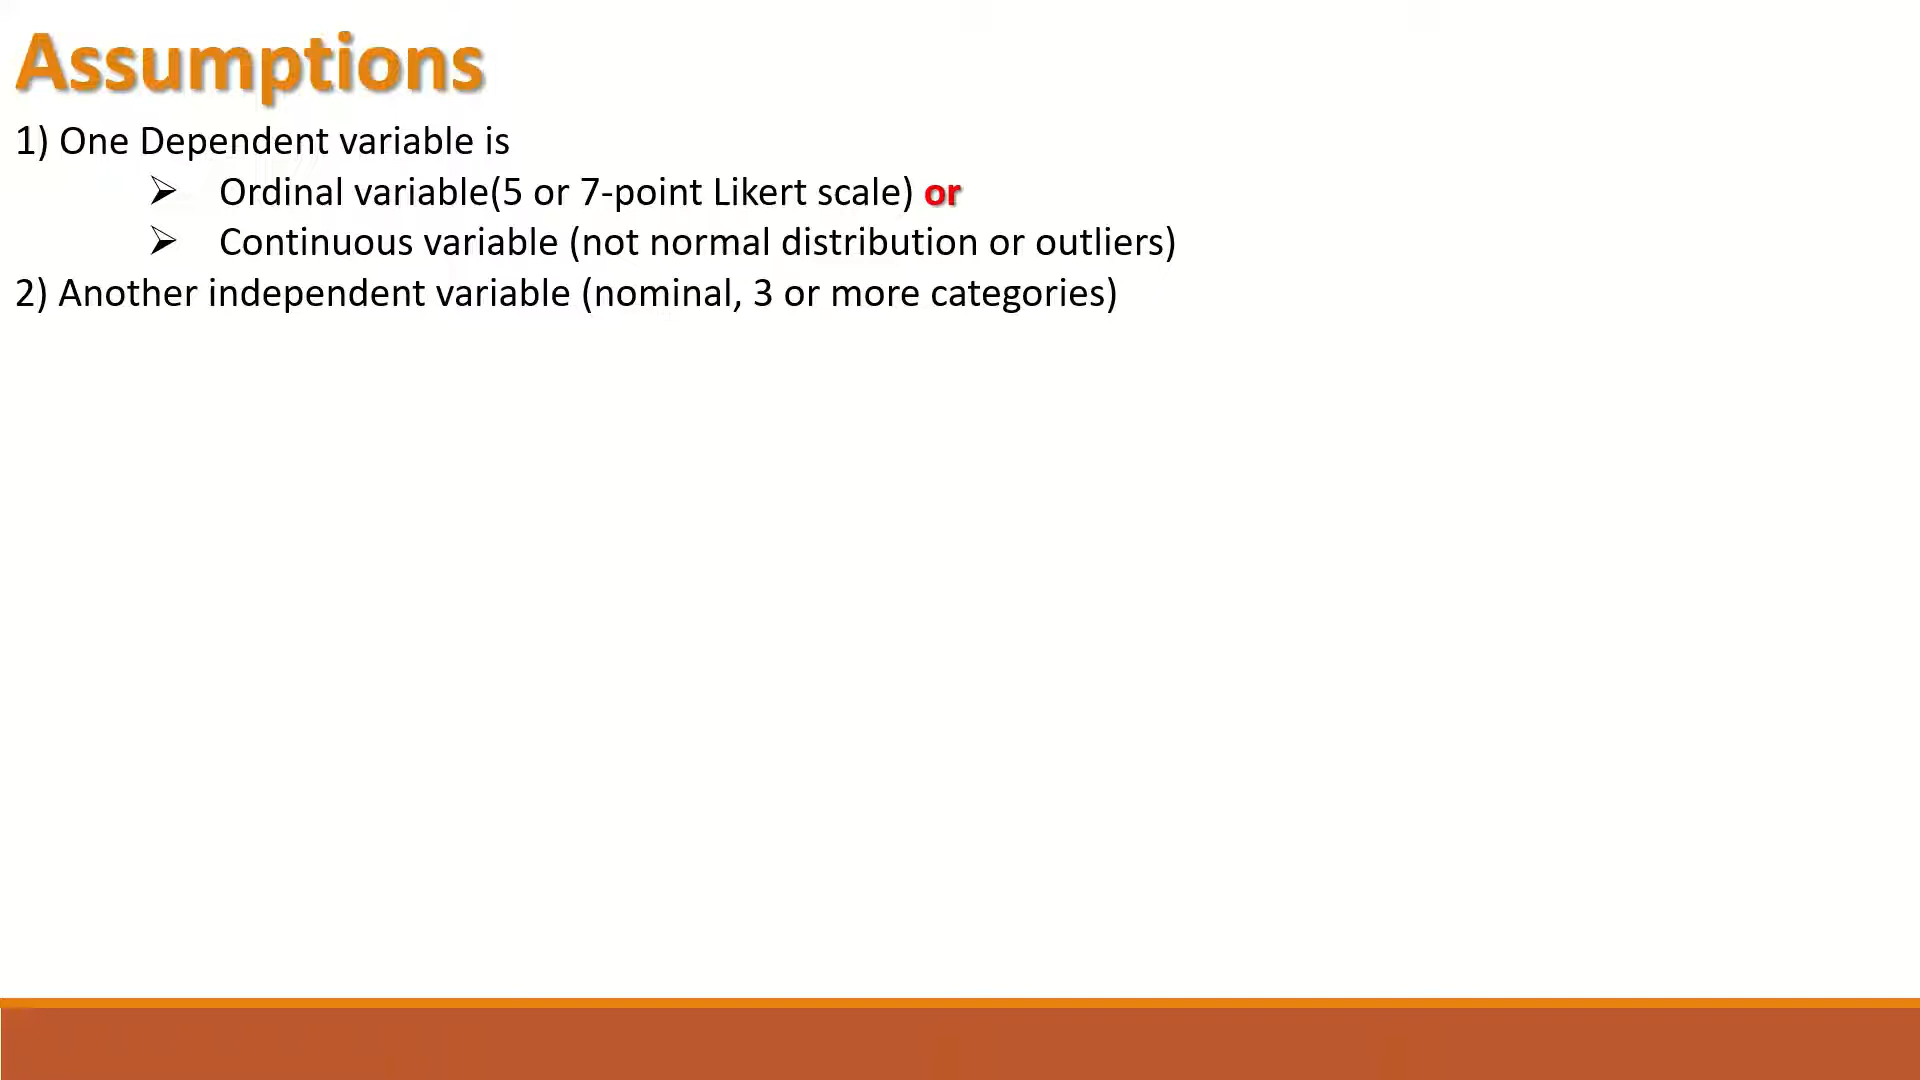 Assumptions
1) One Dependent variable is
➢ Ordinal variable(5 or 7-point Likert scale) or
➢ Continuous variable (not normal distribution or outliers)
2) Another independent variable (nominal, 3 or more categories)